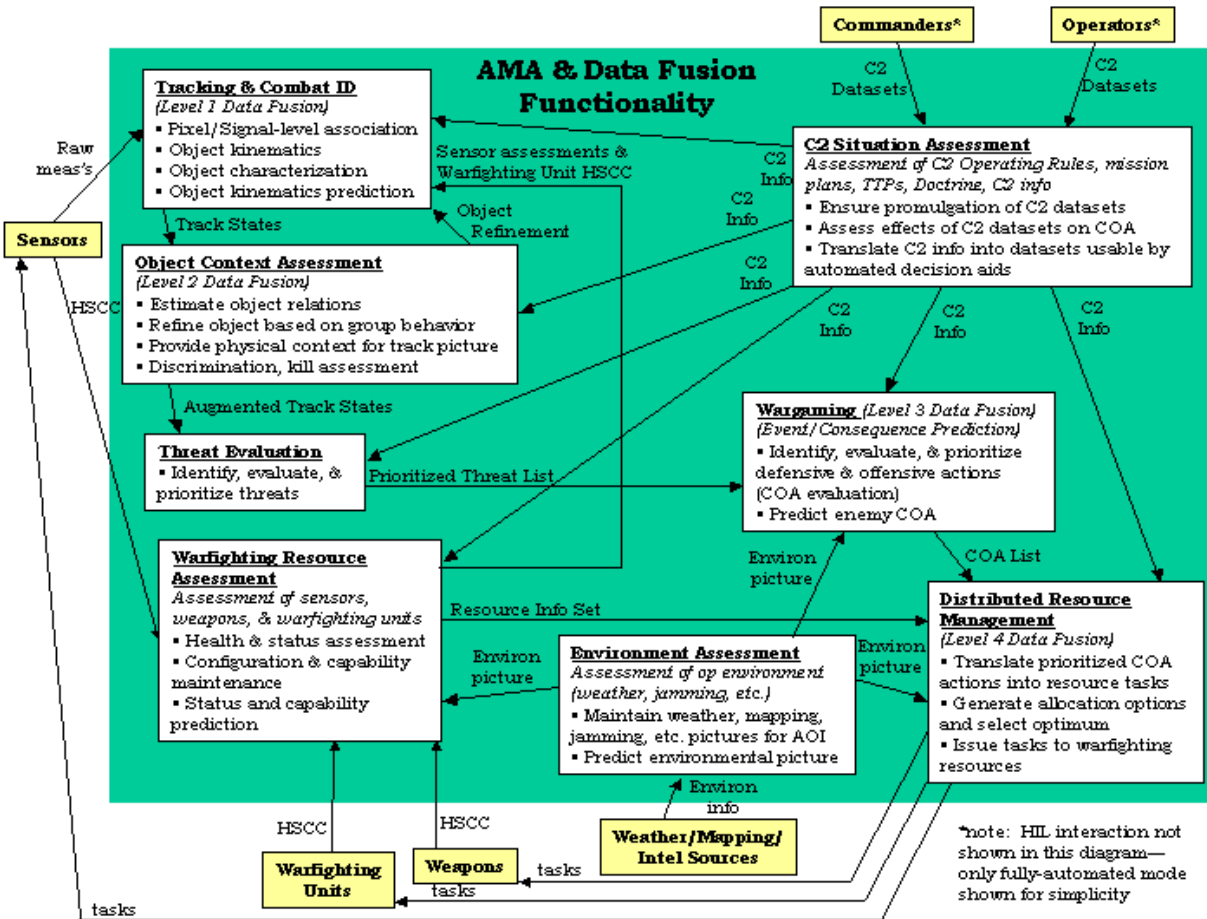 Commanders*
Operators*
AMA & Data Fusion
Functionality
C2
Datasets
C2
Datasets
Tracking & Combat ID
(Level 1 Data Fusion)
▪ Pixel/Signal-level association
▪ Object kinematics
▪ Object characterization
▪ Object kinematics prediction
Raw
meas's
Sensor assessments &
Warfighting Unit HSCC
C2
Info
C2
Info
C2
Info
C2 Situation Assessment
Assessment of C2 Operating Rules, mission
plans, TTPs, Doctrine, C2 info
▪ Ensure promulgation of C2 datasets
▪ Assess effects of C2 datasets on COA
▪ Translate C2 info into datasets usable by
automated decision aids
Sensors
Track States
Object
Refinement
Object Context Assessment
(Level 2 Data Fusion)
▪ Estimate object relations
▪ Refine object based on group behavior
▪ Provide physical context for track picture
▪ Discrimination, kill assessment
HSCC
C2
Info
C2
Info
C2
Info
Augmented Track States
Threat Evaluation
▪ Identify, evaluate, &
prioritize threats
Prioritized Threat List
Wargaming (Level 3 Data Fusion)
(Event/Consequence Prediction)
▪ Identify, evaluate, & prioritize
defensive & offensive actions
(COA evaluation)
▪ Predict enemy COA
Warfighting Resource
Assessment
Assessment of sensors,
weapons, & warfighting units
▪ Health & status assessment
▪ Configuration & capability
maintenance
▪ Status and capability
prediction
Environ
picture
COA List
Resource Info Set
Environ
picture
Environment Assessment
Assessment of op environment
(weather, jamming, etc.)
▪ Maintain weather, mapping,
jamming, etc. pictures for AOI
▪ Predict environmental picture
Environ
picture
Distributed Resource
Management
(Level 4 Data Fusion)
▪ Translate prioritized COA
actions into resource tasks
▪ Generate allocation options
and select optimum
▪ Issue tasks to warfighting
resources
Environ
info
HSCC
HSCC
Warfighting
Units
Weapons
Weather/Mapping/
Intel Sources
tasks
tasks
tasks
*note: HIL interaction not
shown in this diagram—
only fully-automated mode
shown for simplicity